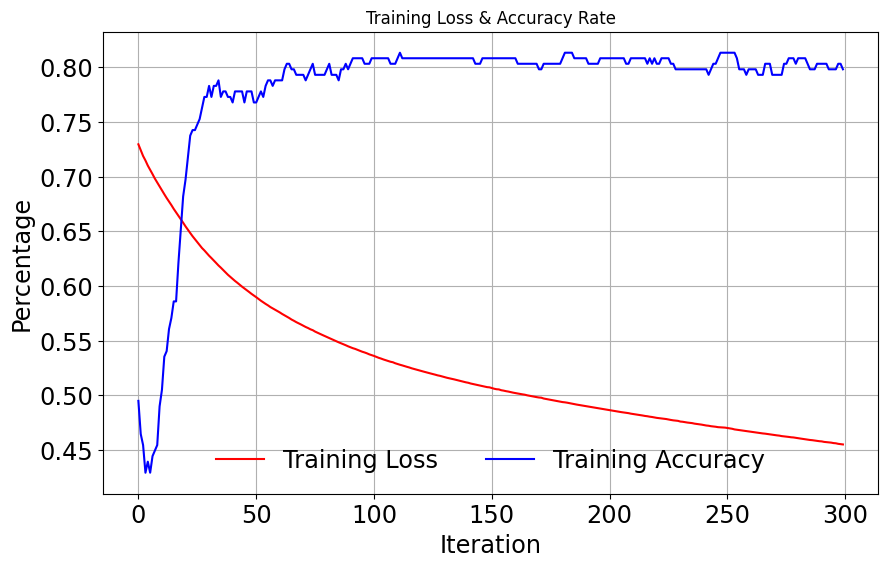 Training Loss & Accuracy Rate
0.80
0.75
0.70
0.65
0.60
0.55
0.50
0.45
Percentage
Training Loss Training Accuracy
0 50 100 150 200 250 300
Iteration